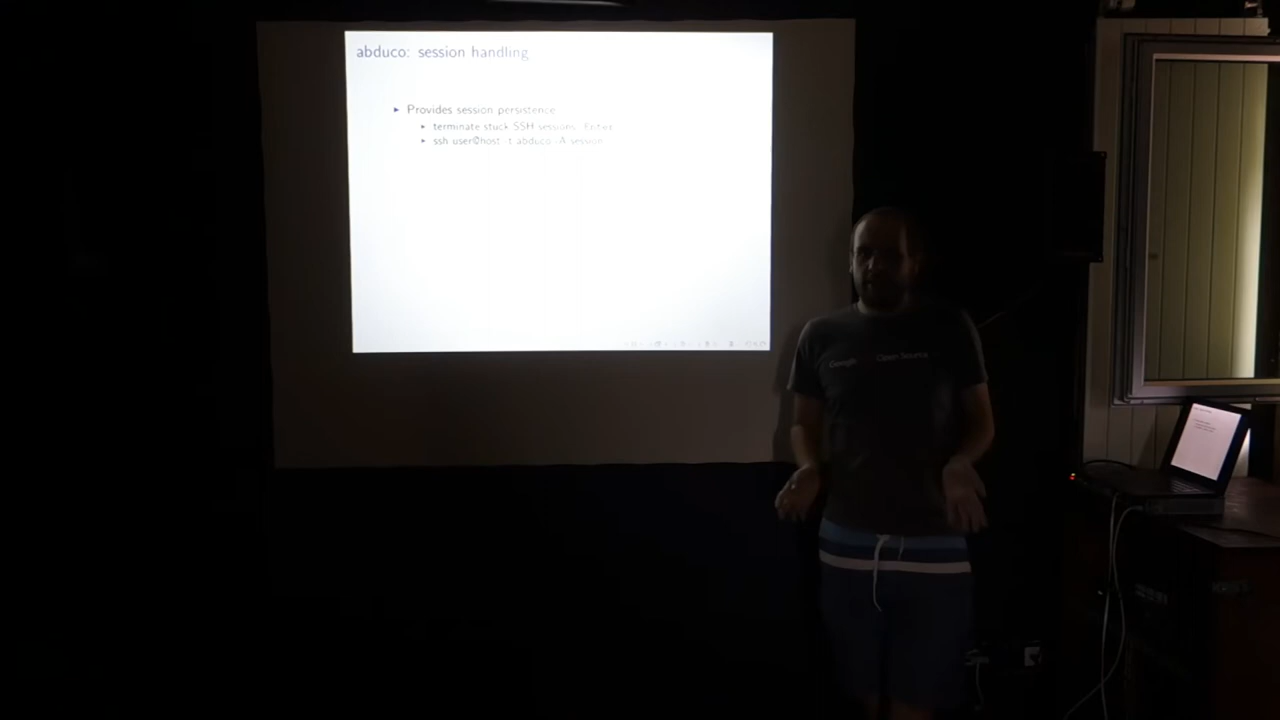 abduco: session handling
Provides session persistence
terminate stuck SSH sessions: Enter
ssh user@host -t abduco -A session
Google Open Source